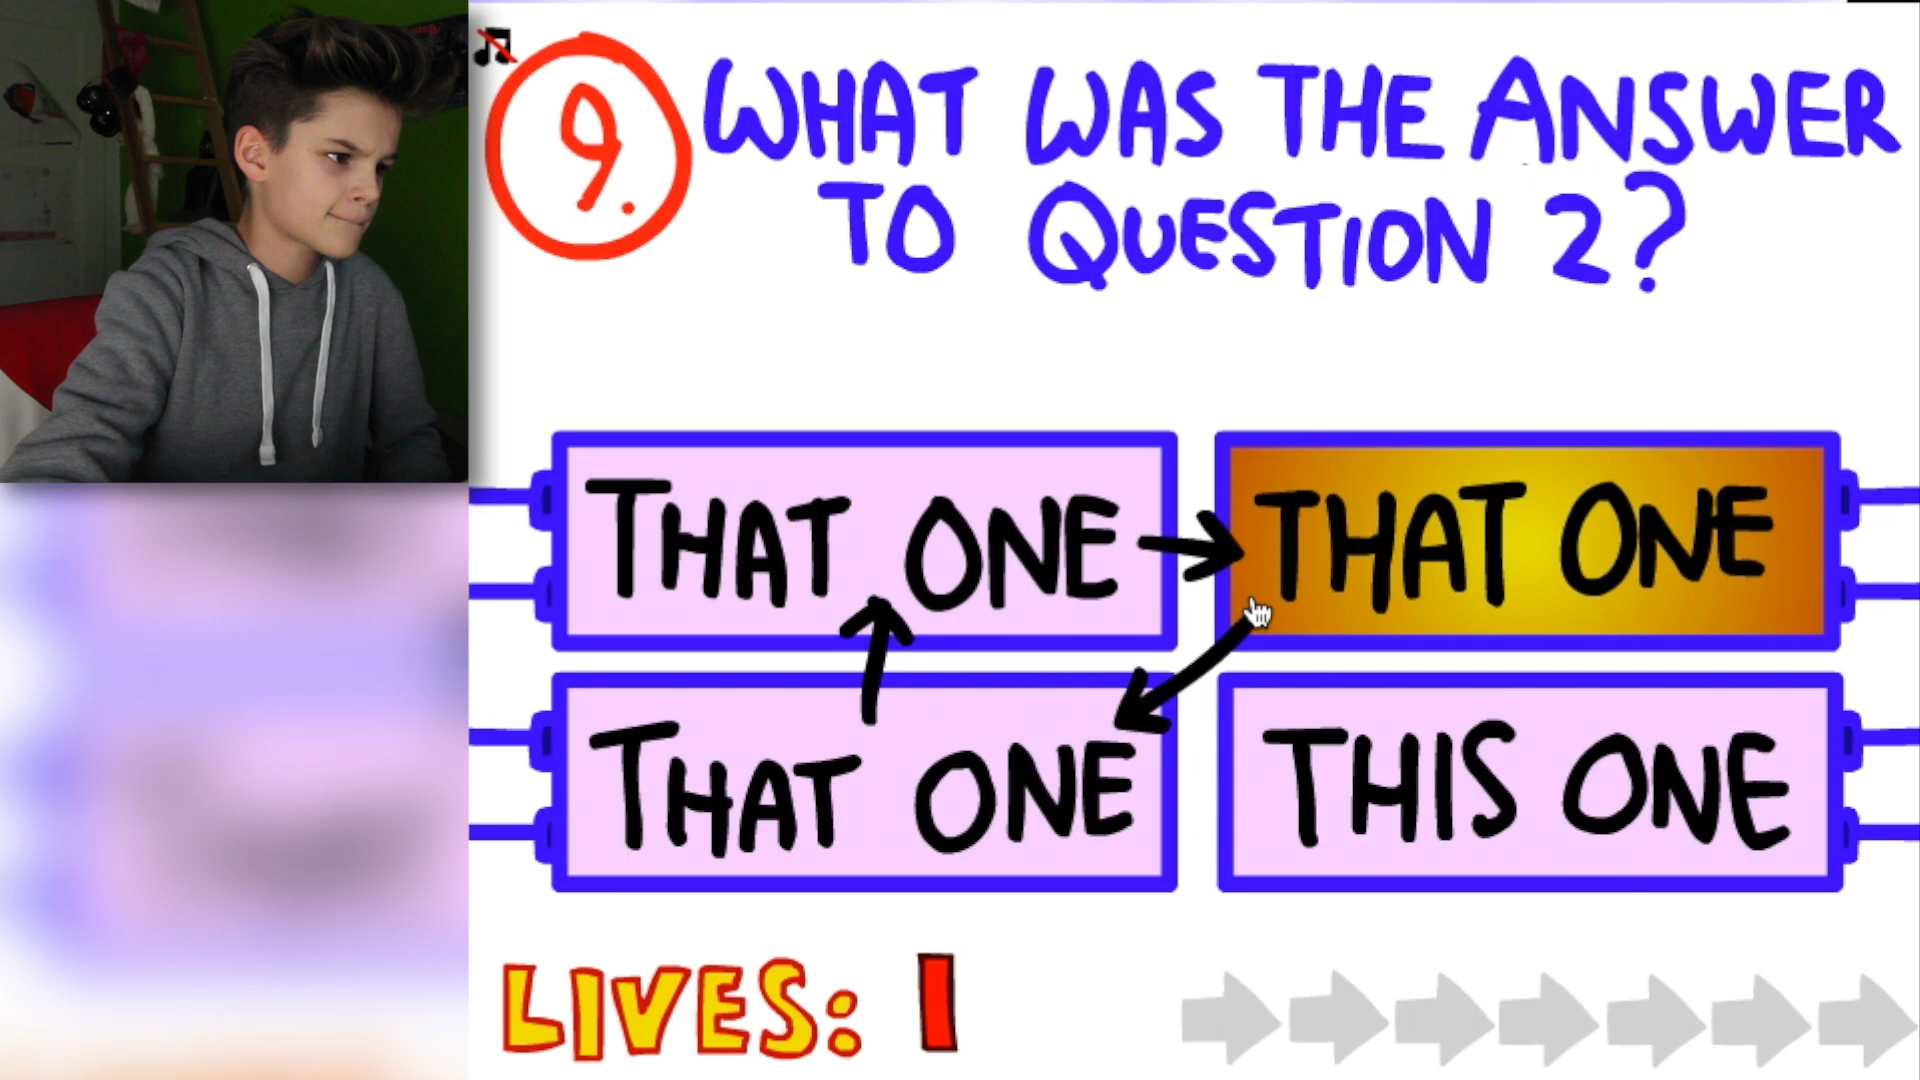 9. WHAT WAS THE ANSWER
TO QUESTION 2?
THAT ONE
THAT ONE
THAT ONE
THIS ONE
LIVES: 1